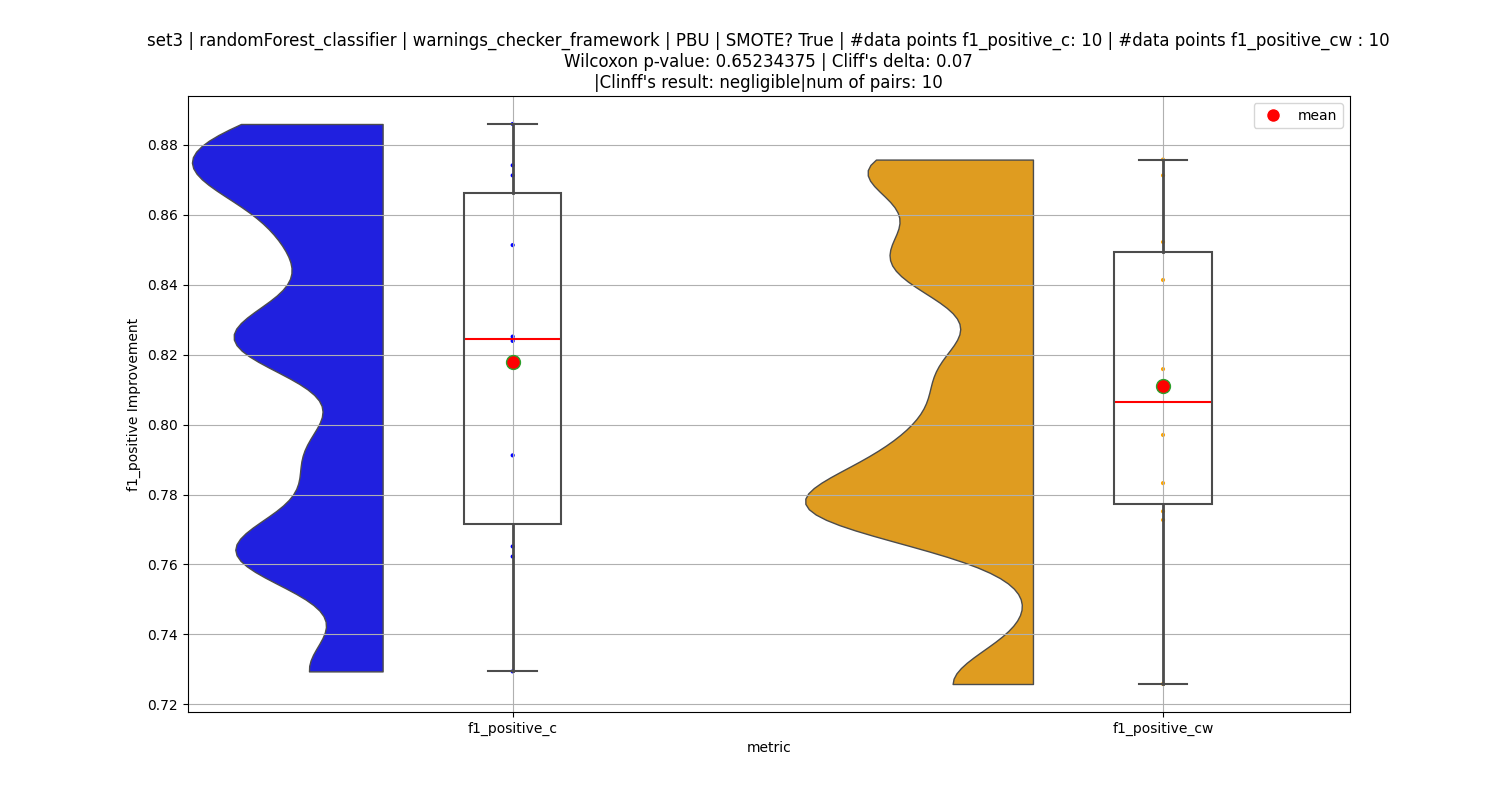 set3 | randomForest_classifier | warnings_checker_framework | PBU | SMOTE? True | #data points f1_positive_c: 10 | #data points f1_positive_cw : 10
Wilcoxon p-value: 0.65234375 | Cliff's delta: 0.07
|Clinff's result: negligible|num of pairs: 10
mean
0.88
0.86
0.84
0.82
0.80
0.78
0.76
0.74
0.72
f1_positive Improvement
f1_positive_c
f1_positive_cw
metric